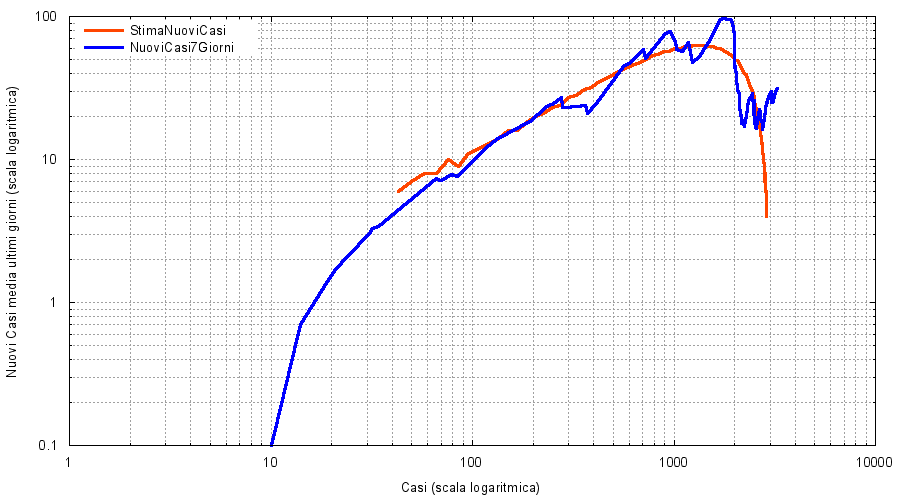 StimaNuoviCasi
NuoviCasi7Giorni
100
10
1
0.1
1 10 100 1000 10000
Nuovi Casi media ultimi giorni (scala logaritmica)
Casi (scala logaritmica)